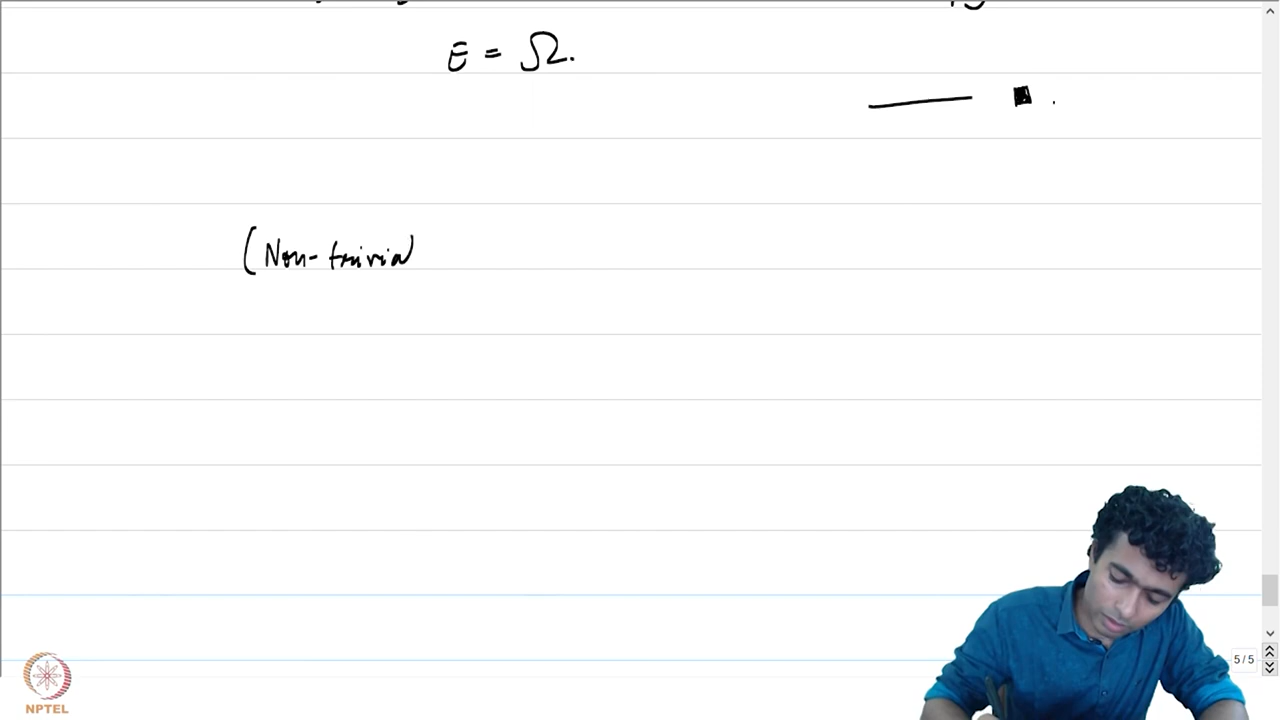 E = Ω.
(Non-trivial
5 / 5
NPTEL